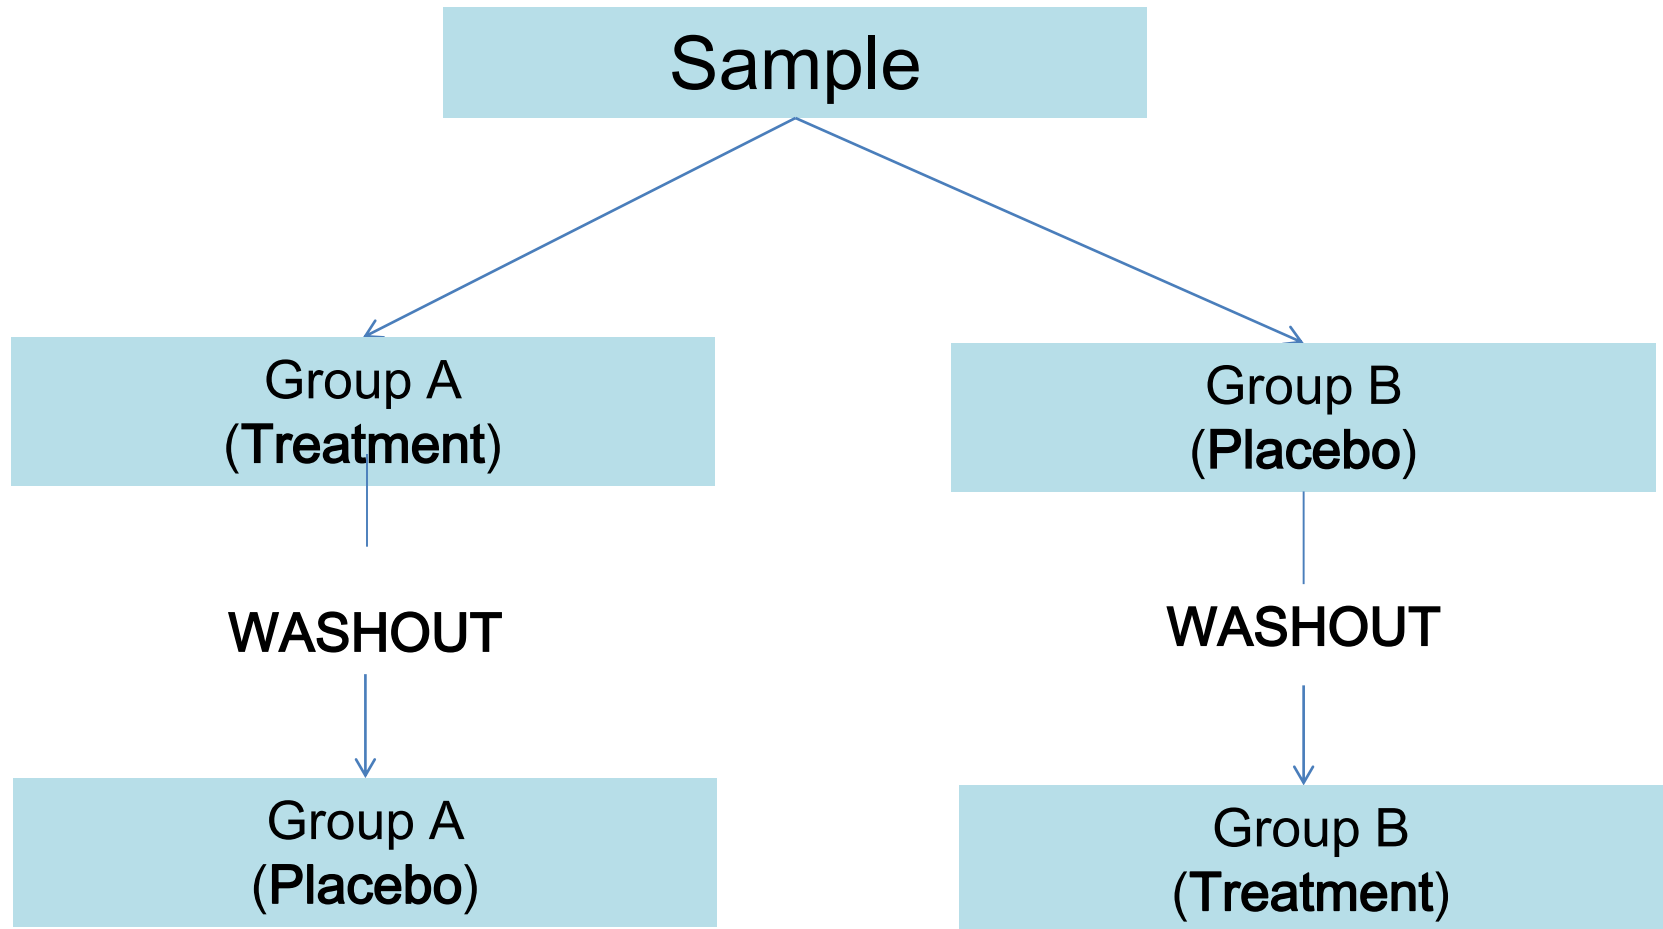 Sample
Group A
(Treatment)
Group B
(Placebo)
WASHOUT
WASHOUT
Group A
(Placebo)
Group B
(Treatment)